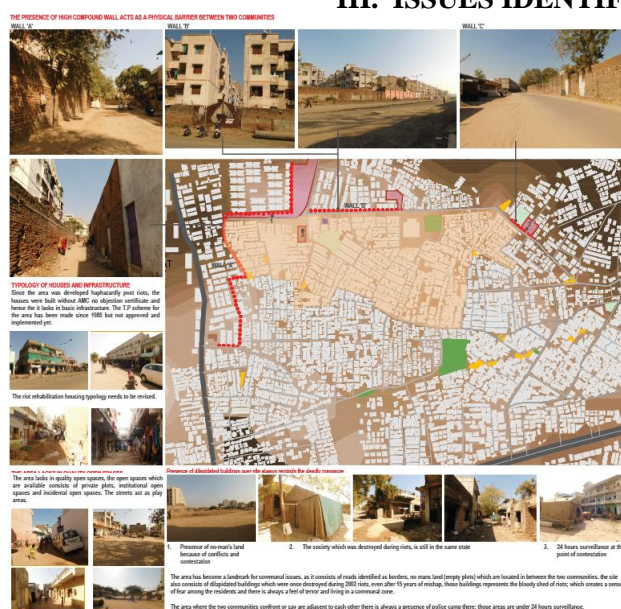 III. ISSUES IDENTIF
THE PRESENCE OF HIGH COMPOUND WALL ACTS AS A PHYSICAL BARRIER BETWEEN TWO COMMUNITIES
WALL 'A'
WALL 'B'
WALL 'C'
WALL 'B'
TYPOLOGY OF HOUSES AND INFRASTRUCTURE
Since the area was developed haphazardly post riots, the
houses were built without AMC no objection certificate and
hence the it lacks in basic infrastructure. The T.P scheme for
the area has been made since 1985 but not approved and
implemented yet.
The riot rehabilitation housing typology needs to be revised.
THE AREA LACKS IN QUALITY OPEN SPACES
The area lacks in quality open spaces, the open spaces which
are available consists of private plots, institutional open
spaces and incidental open spaces. The streets act as play
areas.
Presence of dilapidated buildings over site always reminds the deadly massacre
1. Presence of no-man's land
because of conflicts and
contestation
2. The society which was destroyed during riots, is still in the same state
3. 24 hours surveillance at th
point of contestation
The area has become a landmark for communal issues, as it consists of roads identified as borders, no mans land (empty plots) which are located in between the two communities. the site
also consists of dilapidated buildings which were once destroyed during 2002 riots, even after 15 years of mishap, those buildings represents the bloody shed of riots; which creates a sense
of fear among the residents and there is always a feel of terror and living in a communal zone.
The area where the two communities confront or say are adjacent to each other there is always a presence of police camp there; those areas are under 24 hours surveillance.